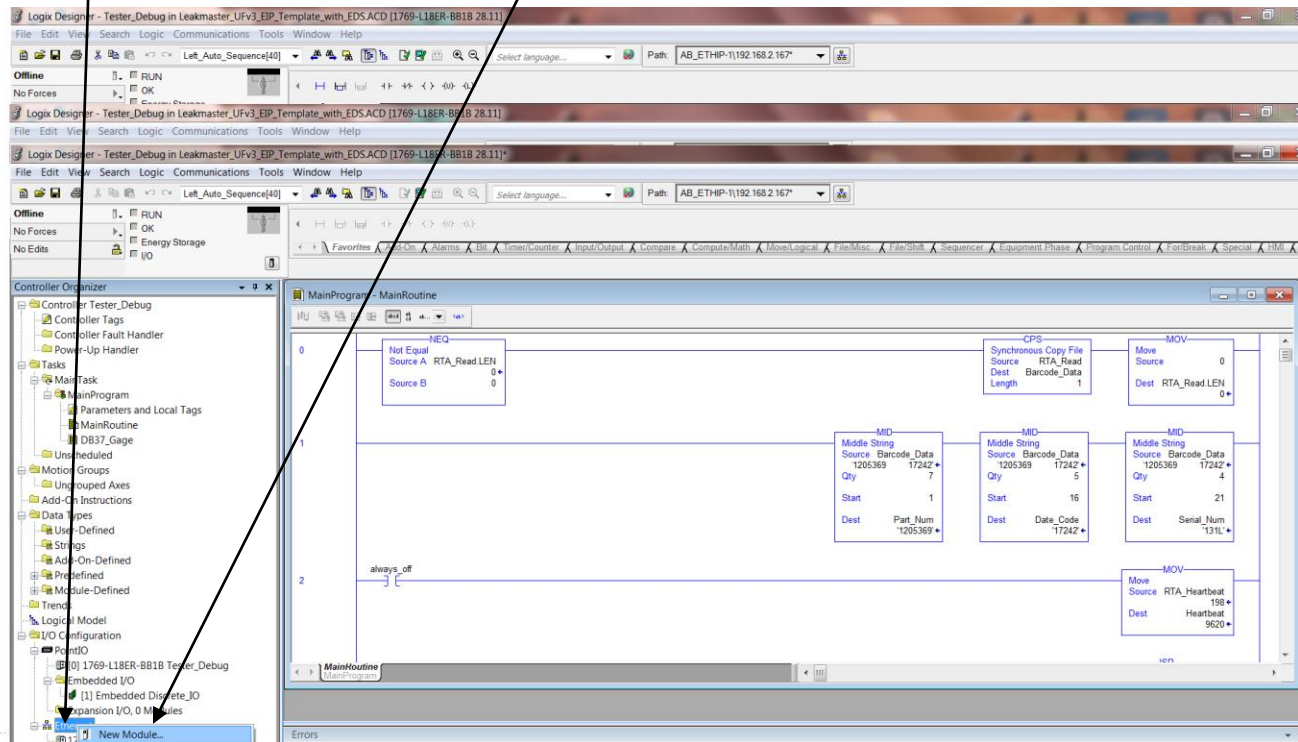 Logix Designer - Tester_Debug in Leakmaster_UFv3_EIP_Template_with_EDS.ACD [1769-L18ER-BB1B 28.11]
File Edit View Search Logic Communications Tools Window Help
Left_Auto_Sequence[40] Select language... Path: AB_ETHIP-1\192.168.2.167*
Offline RUN
No Forces OK
Energy Storage
Logix Designer - Tester_Debug in Leakmaster_UFv3_EIP_Template_with_EDS.ACD [1769-L18ER-BB1B 28.11]
File Edit View Search Logic Communications Tools Window Help
Logix Designer - Tester_Debug in Leakmaster_UFv3_EIP_Template_with_EDS.ACD [1769-L18ER-BB1B 28.11]*
File Edit View Search Logic Communications Tools Window Help
Left_Auto_Sequence[40] Select language... Path: AB_ETHIP-1\192.168.2.167*
Offline RUN
No Forces OK
No Edits Energy Storage
I/O
Favorites Add-On Alarms Bit Timer/Counter Input/Output Compare Compute/Math Move/Logical File/Misc. File/Shift Sequencer Equipment Phase Program Control For/Break Special HMI
Controller Organizer
Controller Tester_Debug
Controller Tags
Controller Fault Handler
Power-Up Handler
Tasks
MainTask
MainProgram
Parameters and Local Tags
MainRoutine
DB37_Gage
Unscheduled
Motion Groups
Ungrouped Axes
Add-On Instructions
Data Types
User-Defined
Strings
Add-On-Defined
Predefined
Module-Defined
Trends
Logical Model
I/O Configuration
PointIO
[0] 1769-L18ER-BB1B Tester_Debug
Embedded I/O
[1] Embedded Discrete_IO
Expansion I/O, 0 Modules
New Module...
MainProgram - MainRoutine
0
NEQ
Not Equal
Source A RTA_Read.LEN
0
Source B 0
CPS
Synchronous Copy File
Source RTA_Read
Dest Barcode_Data
Length 1
MOV
Move
Source 0
Dest RTA_Read.LEN
0
1
MID
Middle String
Source Barcode_Data
'1205369 17242'
Qty 7
Start 1
Dest Part_Num
'1205369'
MID
Middle String
Source Barcode_Data
'1205369 17242'
Qty 5
Start 16
Dest Date_Code
'17242'
MID
Middle String
Source Barcode_Data
'1205369 17242'
Qty 4
Start 21
Dest Serial_Num
'131L'
2
always_off
MOV
Move
Source RTA_Heartbeat
198
Dest Heartbeat
9620
MainRoutine
MainProgram
Errors